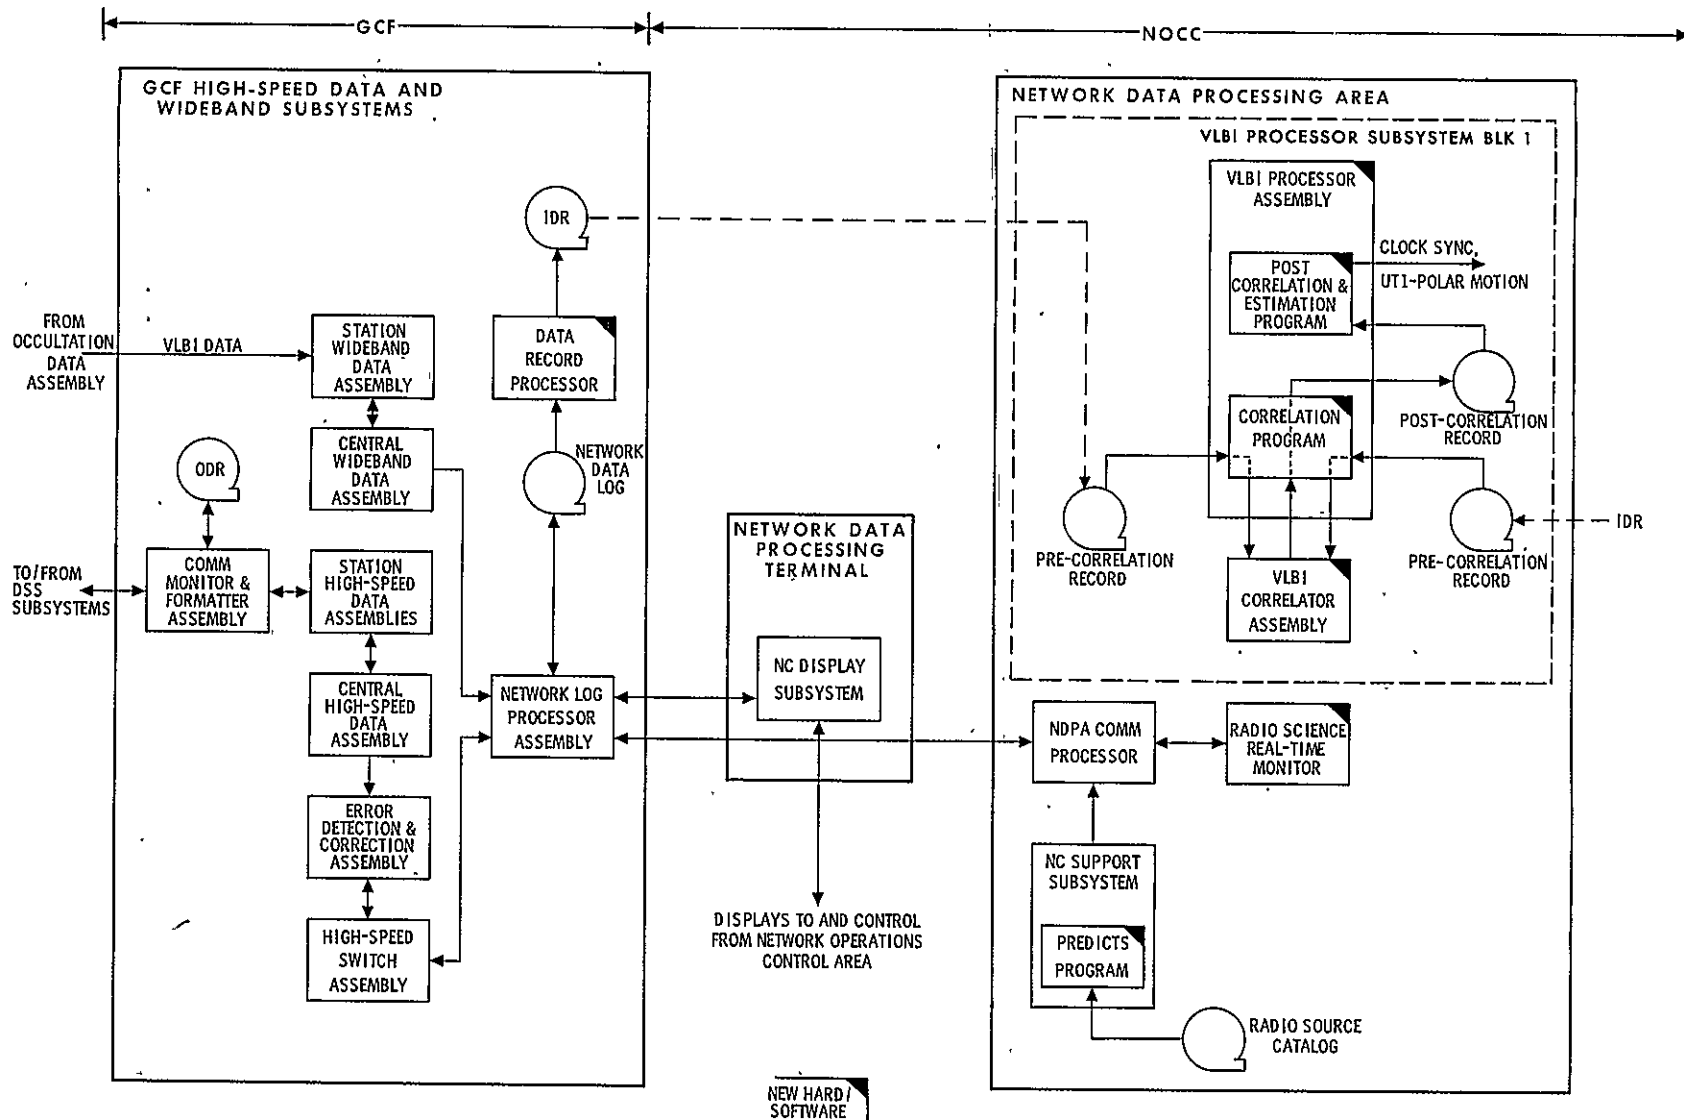 GCF
NOCC
GCF HIGH-SPEED DATA AND
WIDEBAND SUBSYSTEMS
IDR
FROM
OCCULTATION
DATA
ASSEMBLY
VLBI DATA
STATION
WIDEBAND
DATA
ASSEMBLY
DATA
RECORD
PROCESSOR
CENTRAL
WIDEBAND
DATA
ASSEMBLY
NETWORK
DATA
LOG
ODR
TO/FROM
DSS
SUBSYSTEMS
COMM
MONITOR &
FORMATTER
ASSEMBLY
STATION
HIGH-SPEED
DATA
ASSEMBLIES
CENTRAL
HIGH-SPEED
DATA
ASSEMBLY
NETWORK LOG
PROCESSOR
ASSEMBLY
ERROR
DETECTION &
CORRECTION
ASSEMBLY
HIGH-SPEED
SWITCH
ASSEMBLY
NETWORK DATA
PROCESSING
TERMINAL
NC DISPLAY
SUBSYSTEM
DISPLAYS TO AND CONTROL
FROM NETWORK OPERATIONS
CONTROL AREA
NETWORK DATA PROCESSING AREA
VLBI PROCESSOR SUBSYSTEM BLK 1
VLBI PROCESSOR
ASSEMBLY
POST
CORRELATION &
ESTIMATION
PROGRAM
CLOCK SYNC,
UT1-POLAR MOTION
CORRELATION
PROGRAM
POST-CORRELATION
RECORD
PRE-CORRELATION
RECORD
VLBI
CORRELATOR
ASSEMBLY
IDR
PRE-CORRELATION
RECORD
NDPA COMM
PROCESSOR
RADIO SCIENCE
REAL-TIME
MONITOR
NC SUPPORT
SUBSYSTEM
PREDICTS
PROGRAM
RADIO SOURCE
CATALOG
NEW HARD/
SOFTWARE